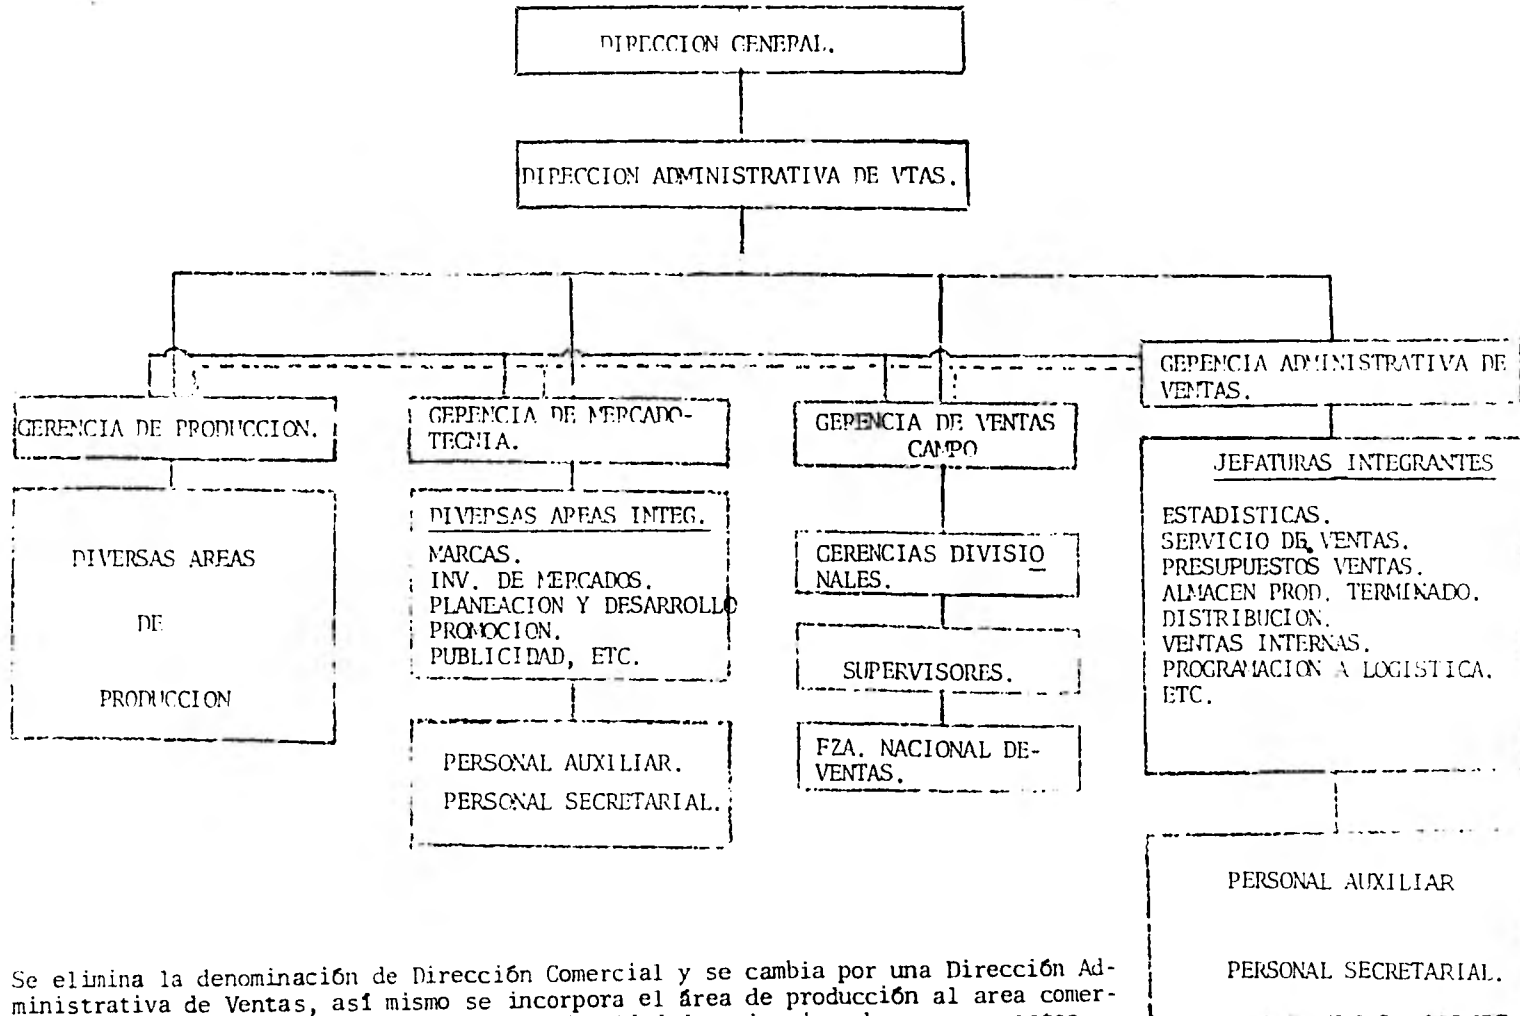 DIRECCION GENERAL.
DIRECCION ADMINISTRATIVA DE VTAS.
GERENCIA ADMINISTRATIVA DE
VENTAS.
GERENCIA DE PRODUCCION.
GERENCIA DE MERCADO-
TECNIA.
GERENCIA DE VENTAS
CAMPO
DIVERSAS AREAS
DE
PRODUCCION
DIVERSAS AREAS INTEG.
MARCAS.
INV. DE MERCADOS.
PLANEACION Y DESARROLLO
PROMOCION.
PUBLICIDAD, ETC.
PERSONAL AUXILIAR.
PERSONAL SECRETARIAL.
GERENCIAS DIVISIO
NALES.
SUPERVISORES.
FZA. NACIONAL DE-
VENTAS.
JEFATURAS INTEGRANTES
ESTADISTICAS.
SERVICIO DE VENTAS.
PRESUPUESTOS VENTAS.
ALMACEN PROD. TERMINADO.
DISTRIBUCION.
VENTAS INTERNAS.
PROGRAMACION A LOGISTICA.
ETC.
PERSONAL AUXILIAR
PERSONAL SECRETARIAL.
Se elimina la denominación de Dirección Comercial y se cambia por una Dirección Ad-
ministrativa de Ventas, así mismo se incorpora el área de producción al area comer-